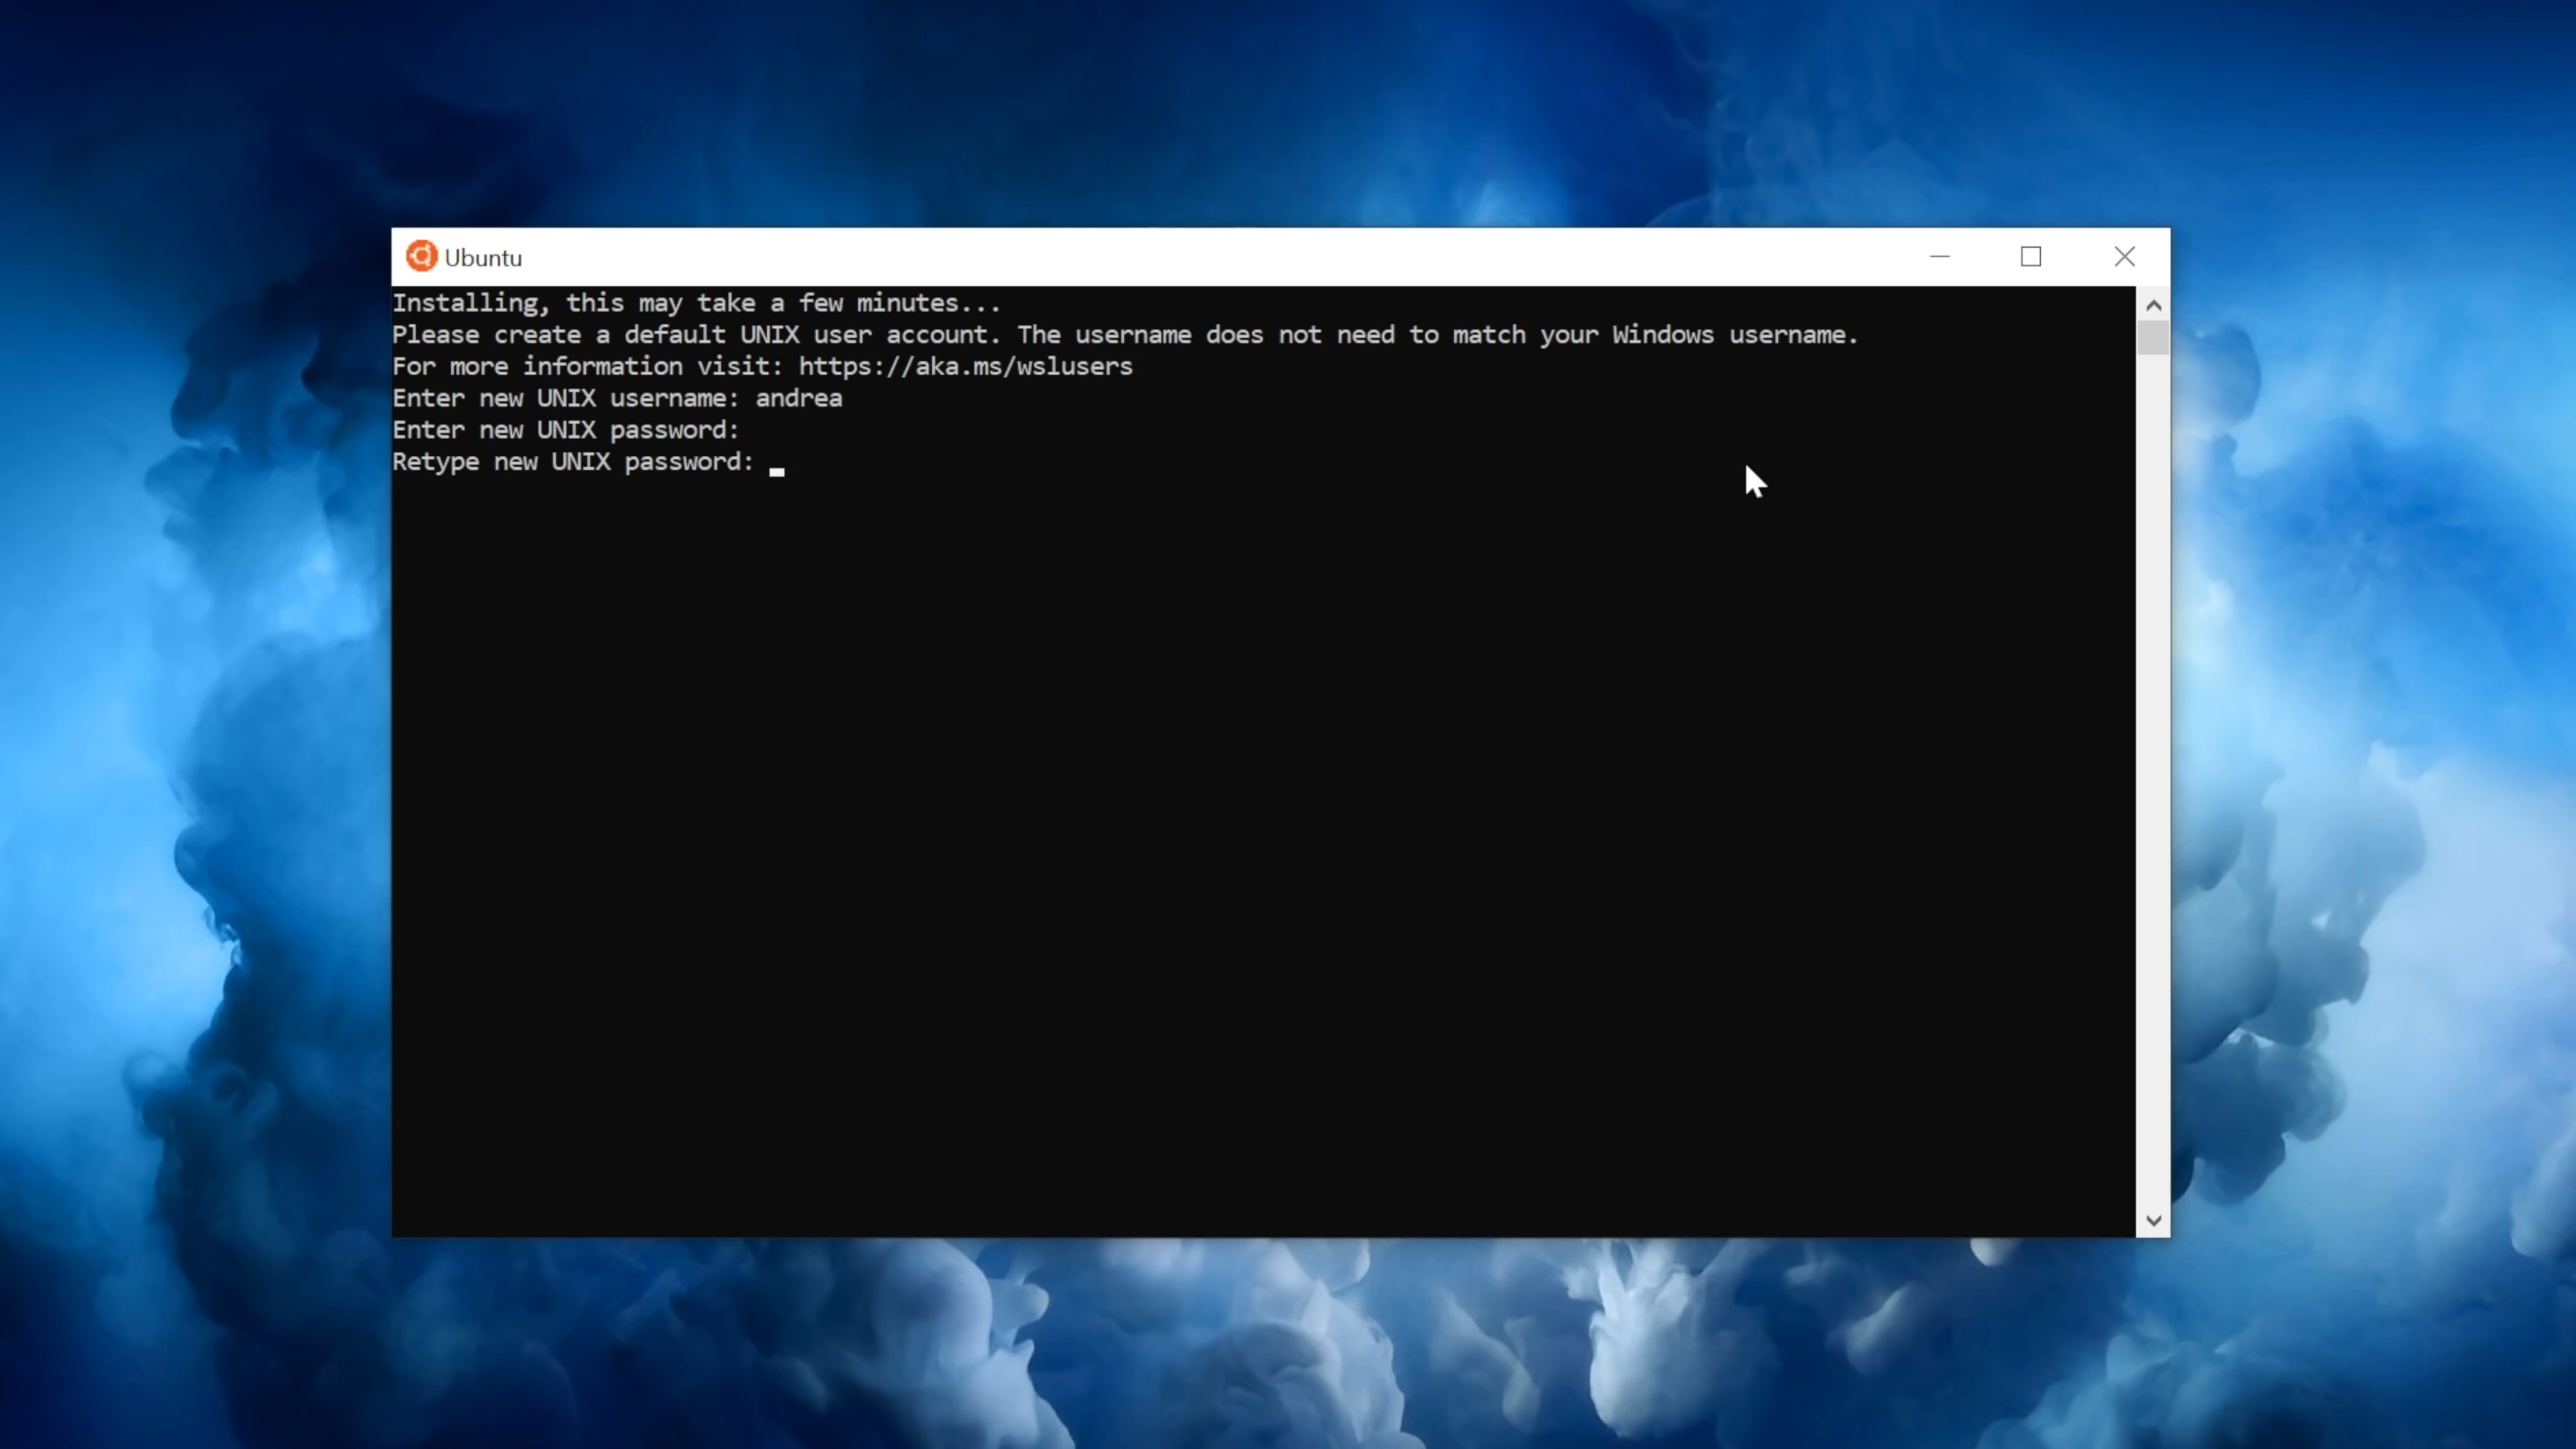 Ubuntu
Installing, this may take a few minutes...
Please create a default UNIX user account. The username does not need to match your Windows username.
For more information visit: https://aka.ms/wslusers
Enter new UNIX username: andrea
Enter new UNIX password:
Retype new UNIX password: